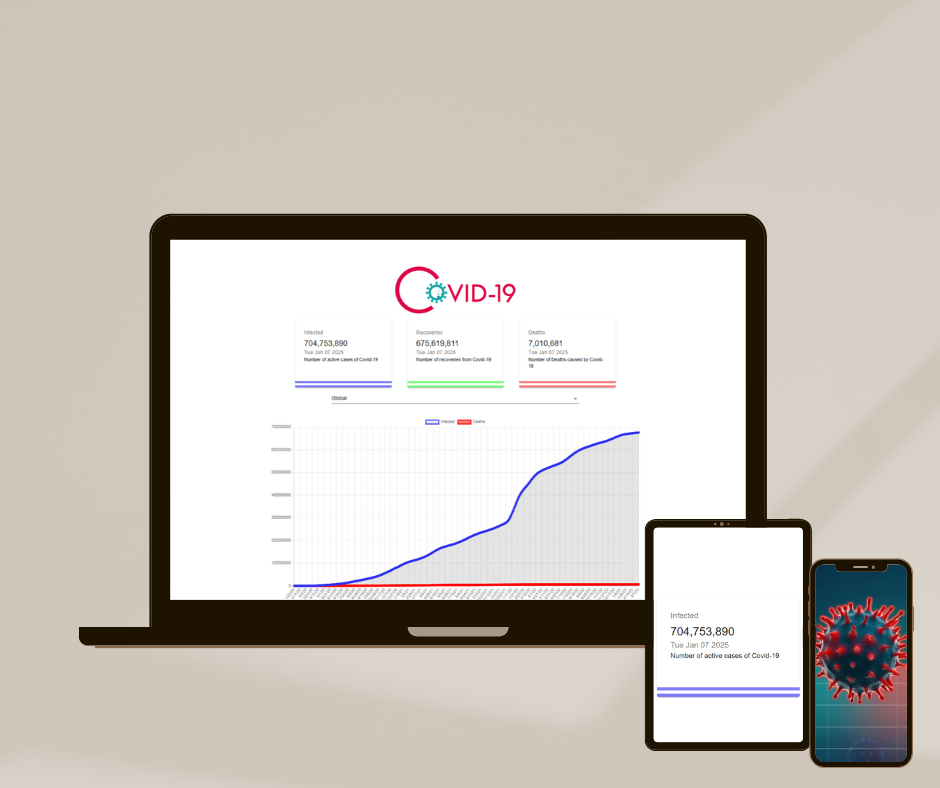 COVID-19
Infected
704,753,890
Tue Jan 07 2025
Number of active cases of Covid-19
Recoveries
675,619,811
Tue Jan 07 2025
Number of recoveries from Covid-19
Deaths
7,010,681
Tue Jan 07 2025
Number of Deaths caused by Covid-
19
Global
Infected Deaths
700000000
600000000
500000000
400000000
300000000
200000000
100000000
0
Infected
704,753,890
Tue Jan 07 2025
Number of active cases of Covid-19